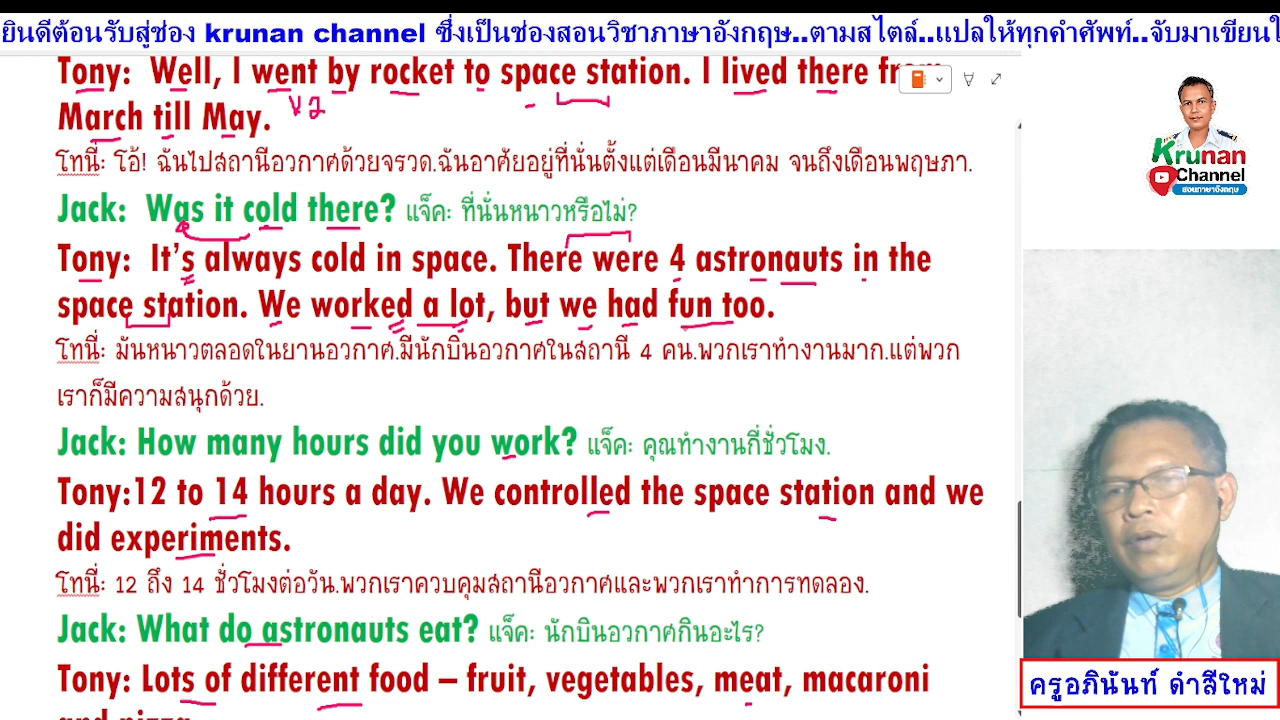 ยินดีต้อนรับสู่ช่อง krunan channel ซึ่งเป็นช่องสอนวิชาภาษาอังกฤษ..ตามสไตล์..แปลให้ทุกคำศัพท์..จับมาเขียนใ
Tony: Well, I went by rocket to space station. I lived there from
March till May. V2
โทนี่: โอ้! ฉันไปสถานีอวกาศด้วยจรวด.ฉันอาศัยอยู่ที่นั่นตั้งแต่เดือนมีนาคม จนถึงเดือนพฤษภา.
Jack: Was it cold there? แจ็ค: ที่นั่นหนาวหรือไม่?
Tony: It's always cold in space. There were 4 astronauts in the
space station. We worked a lot, but we had fun too.
โทนี่: มันหนาวตลอดในยานอวกาศ.มีนักบินอวกาศในสถานี 4 คน.พวกเราทำงานมาก.แต่พวก
เราก็มีความสนุกด้วย.
Jack: How many hours did you work? แจ็ค: คุณทำงานกี่ชั่วโมง.
Tony:12 to 14 hours a day. We controlled the space station and we
did experiments.
โทนี่: 12 ถึง 14 ชั่วโมงต่อวัน.พวกเราควบคุมสถานีอวกาศและพวกเราทำการทดลอง.
Jack: What do astronauts eat? แจ็ค: นักบินอวกาศกินอะไร?
Tony: Lots of different food – fruit, vegetables, meat, macaroni
and pizza
Krunan
Channel
สอนภาษาอังกฤษ
ครูอภินันท์ ดำสีใหม่